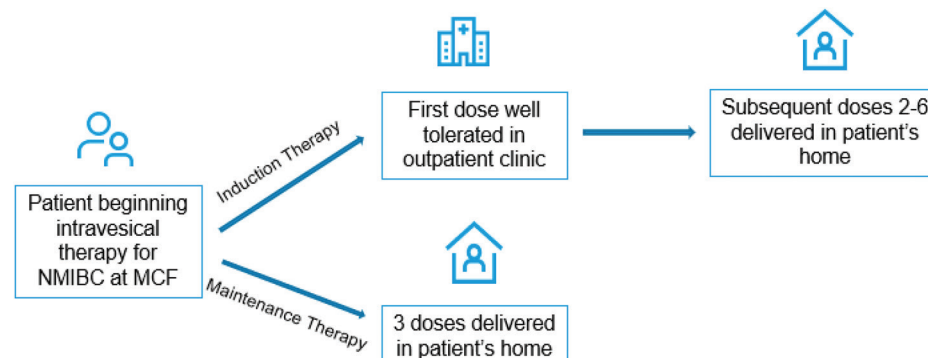 Patient beginning
intravesical
therapy for
NMIBC at MCF
Induction Therapy
First dose well
tolerated in
outpatient clinic
Subsequent doses 2-6
delivered in patient's
home
Maintenance Therapy
3 doses delivered
in patient's home